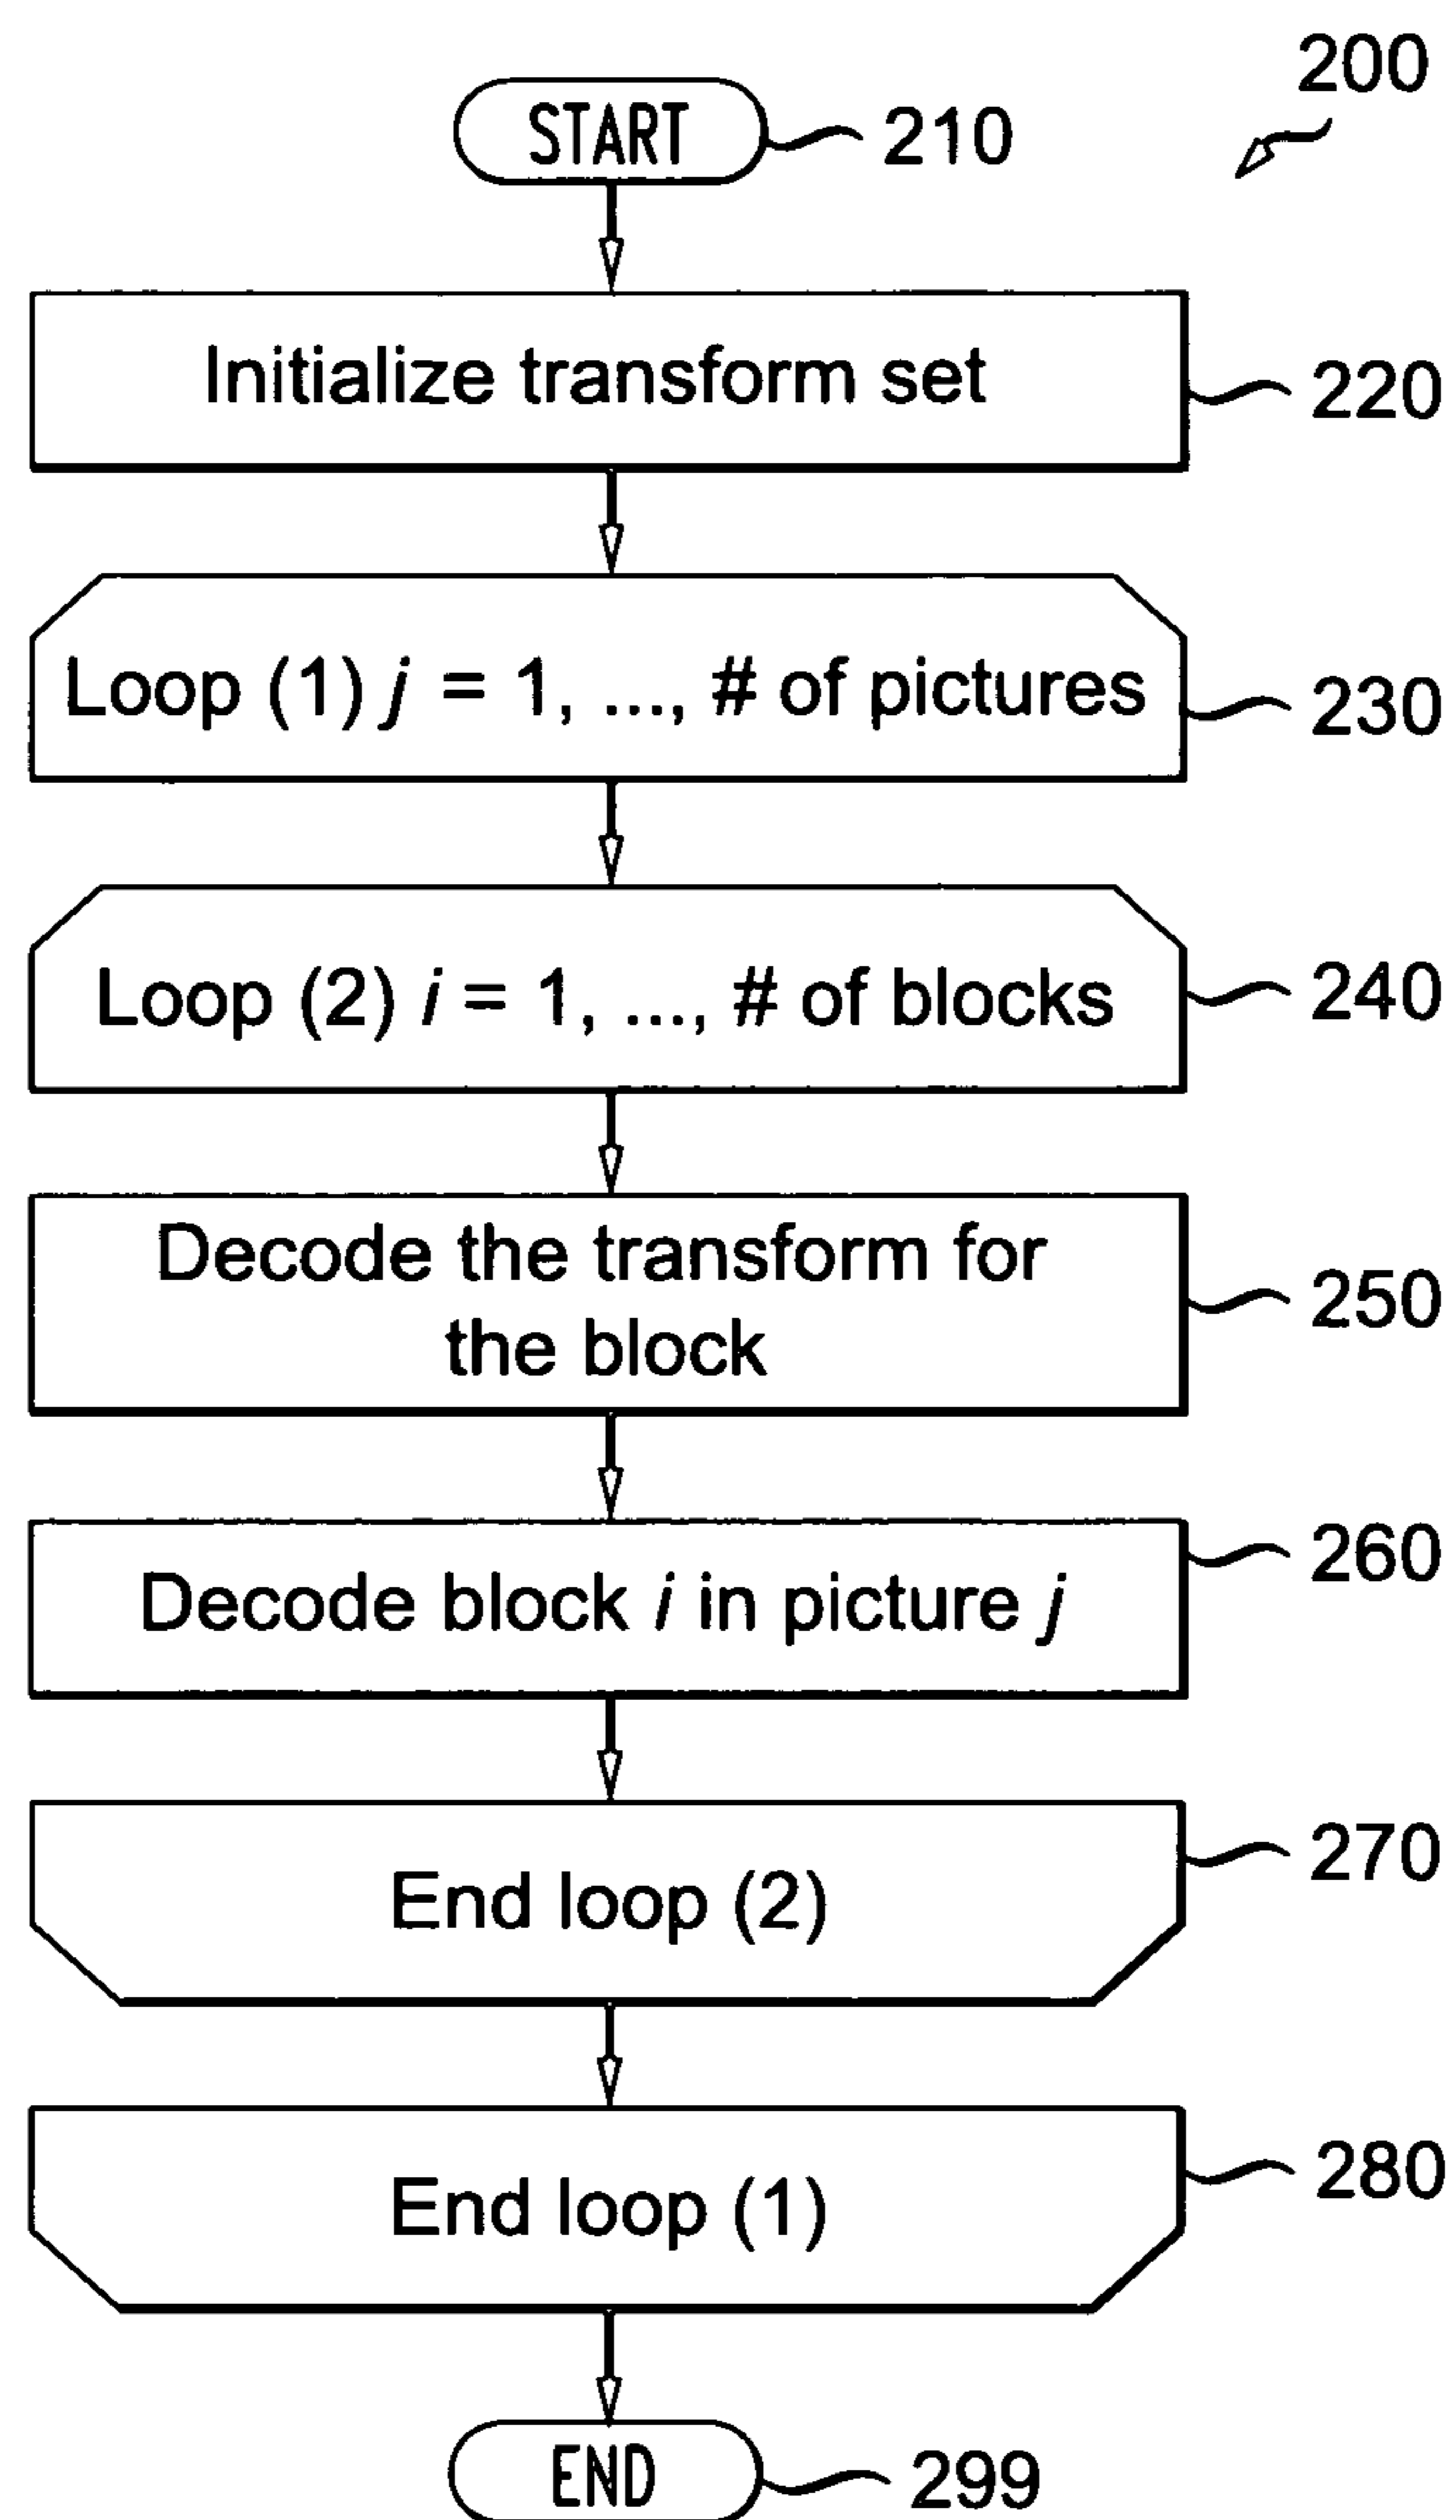 200
START
210
Initialize transform set
220
Loop (1) j = 1, ..., # of pictures
230
Loop (2) i = 1, ..., # of blocks
240
Decode the transform for
the block
250
Decode block i in picture j
260
End loop (2)
270
End loop (1)
280
END
299